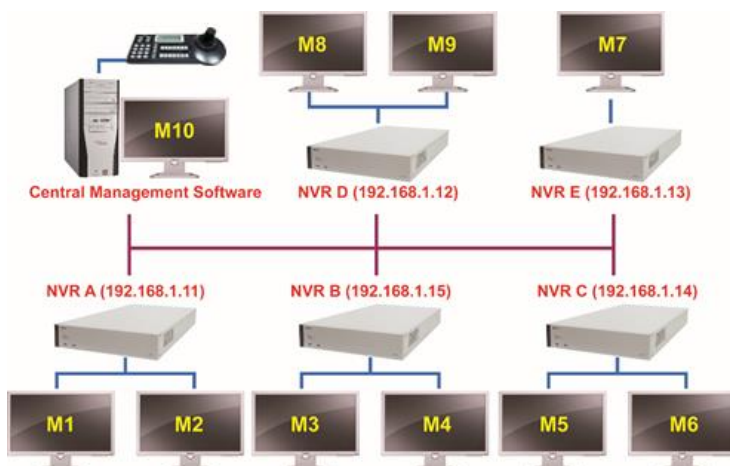 M8
M9
M7
M10
Central Management Software
NVR D (192.168.1.12)
NVR E (192.168.1.13)
NVR A (192.168.1.11)
NVR B (192.168.1.15)
NVR C (192.168.1.14)
M1
M2
M3
M4
M5
M6